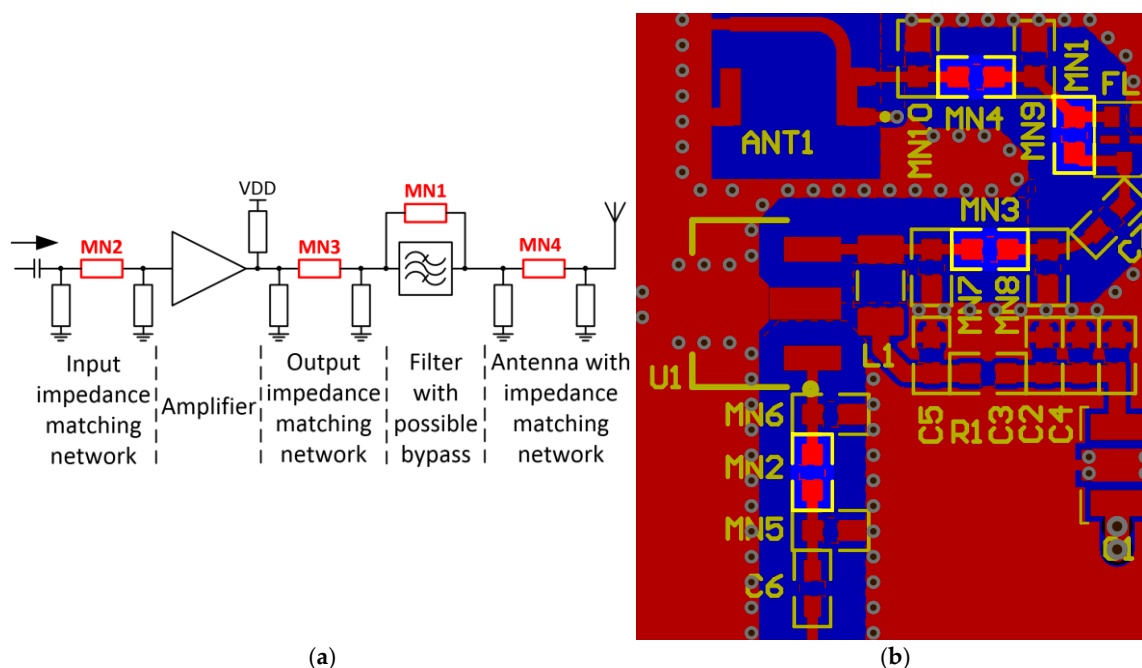 VDD
MN1
MN2
MN3
MN4
Input
impedance
matching
network
Amplifier
Output
impedance
matching
network
Filter
with
possible
bypass
Antenna with
impedance
matching
network
(a)
ANT1
MN10
MN4
MN1
MN9
FL
MN3
C
MN7
MN8
U1
L1
C5
R1
C3
C2
C4
MN6
MN2
MN5
C6
C1
(b)